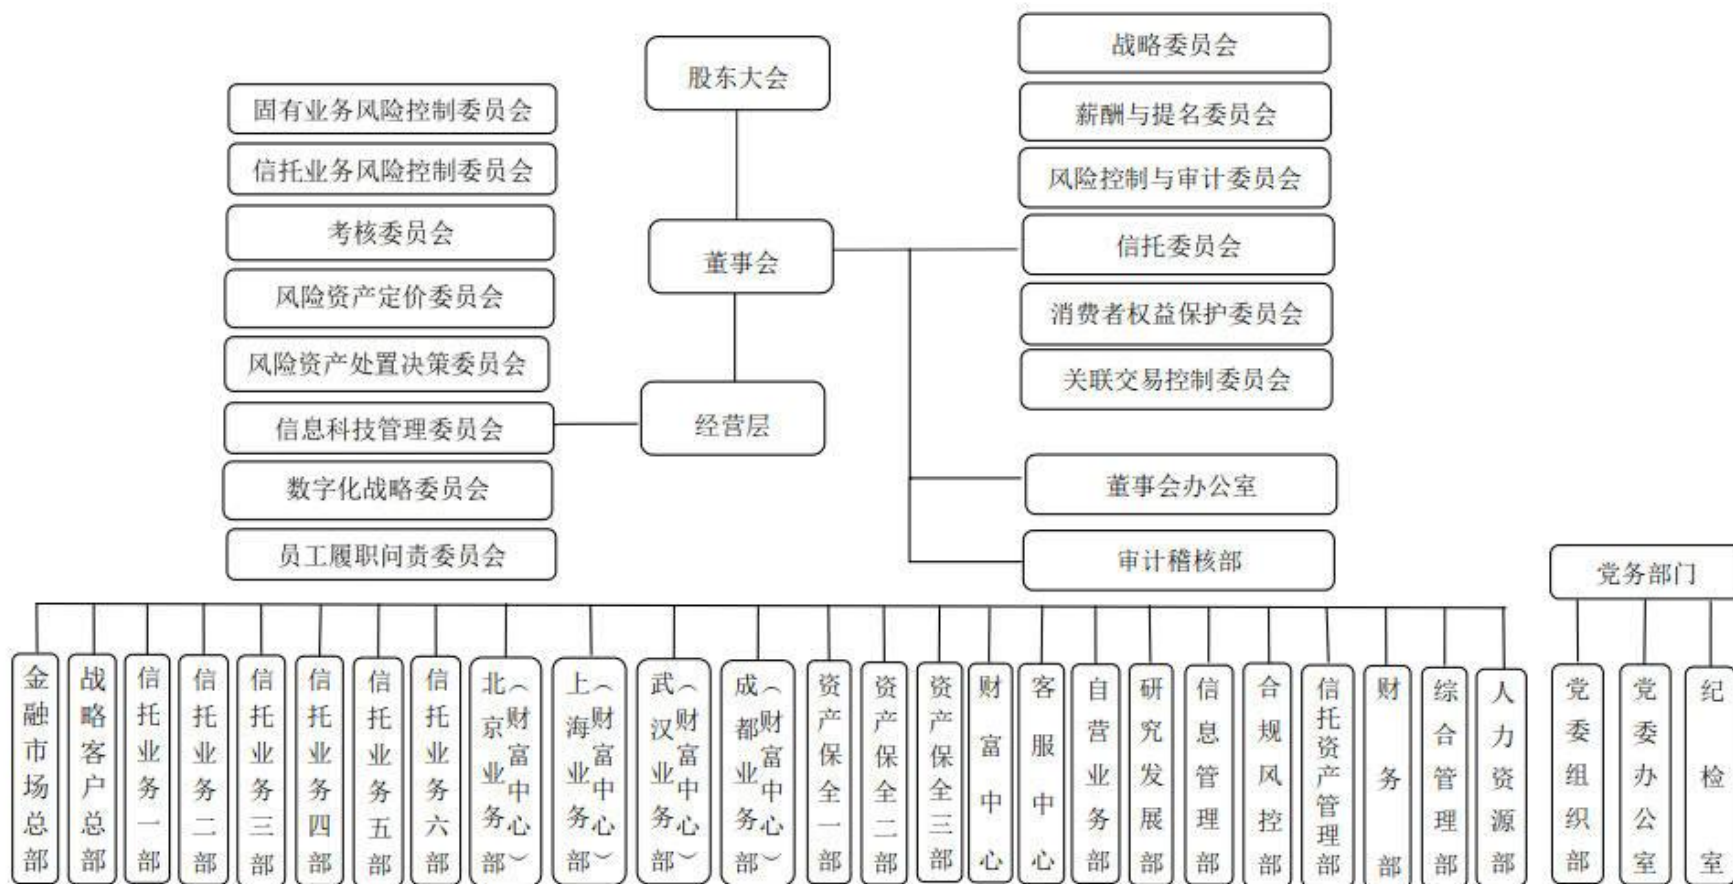 股东大会
董事会
经营层
固有业务风险控制委员会
信托业务风险控制委员会
考核委员会
风险资产定价委员会
风险资产处置决策委员会
信息科技管理委员会
数字化战略委员会
员工履职问责委员会
战略委员会
薪酬与提名委员会
风险控制与审计委员会
信托委员会
消费者权益保护委员会
关联交易控制委员会
董事会办公室
审计稽核部
党务部门
金融市场总部
战略客户总部
信托业务一部
信托业务二部
信托业务三部
信托业务四部
信托业务五部
信托业务六部
北京业务部
（财富中心）
上海业务部
（财富中心）
武汉业务部
（财富中心）
成都业务部
（财富中心）
资产保全一部
资产保全二部
资产保全三部
财富中心
客服中心
自营业务部
研究发展部
信息管理部
合规风控部
信托资产管理部
财务部
综合管理部
人力资源部
党委组织部
党委办公室
纪检室